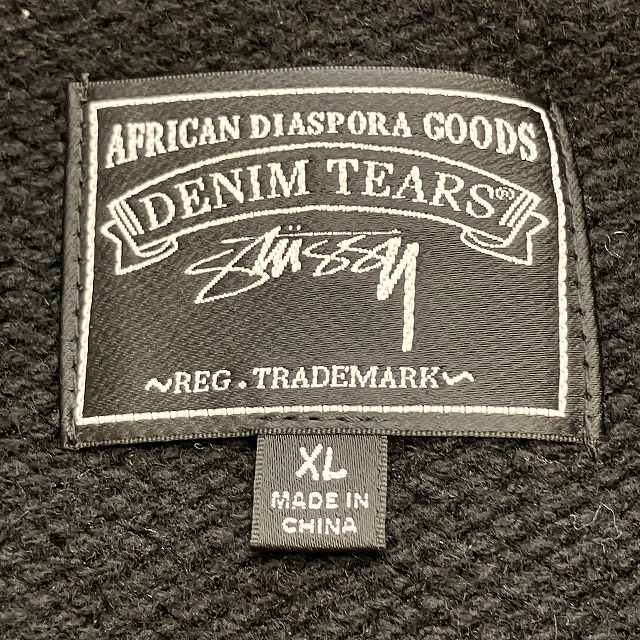 AFRICAN DIASPORA GOODS
DENIM TEARS®
Stüssy
~REG. TRADEMARK~
XL
MADE IN
CHINA